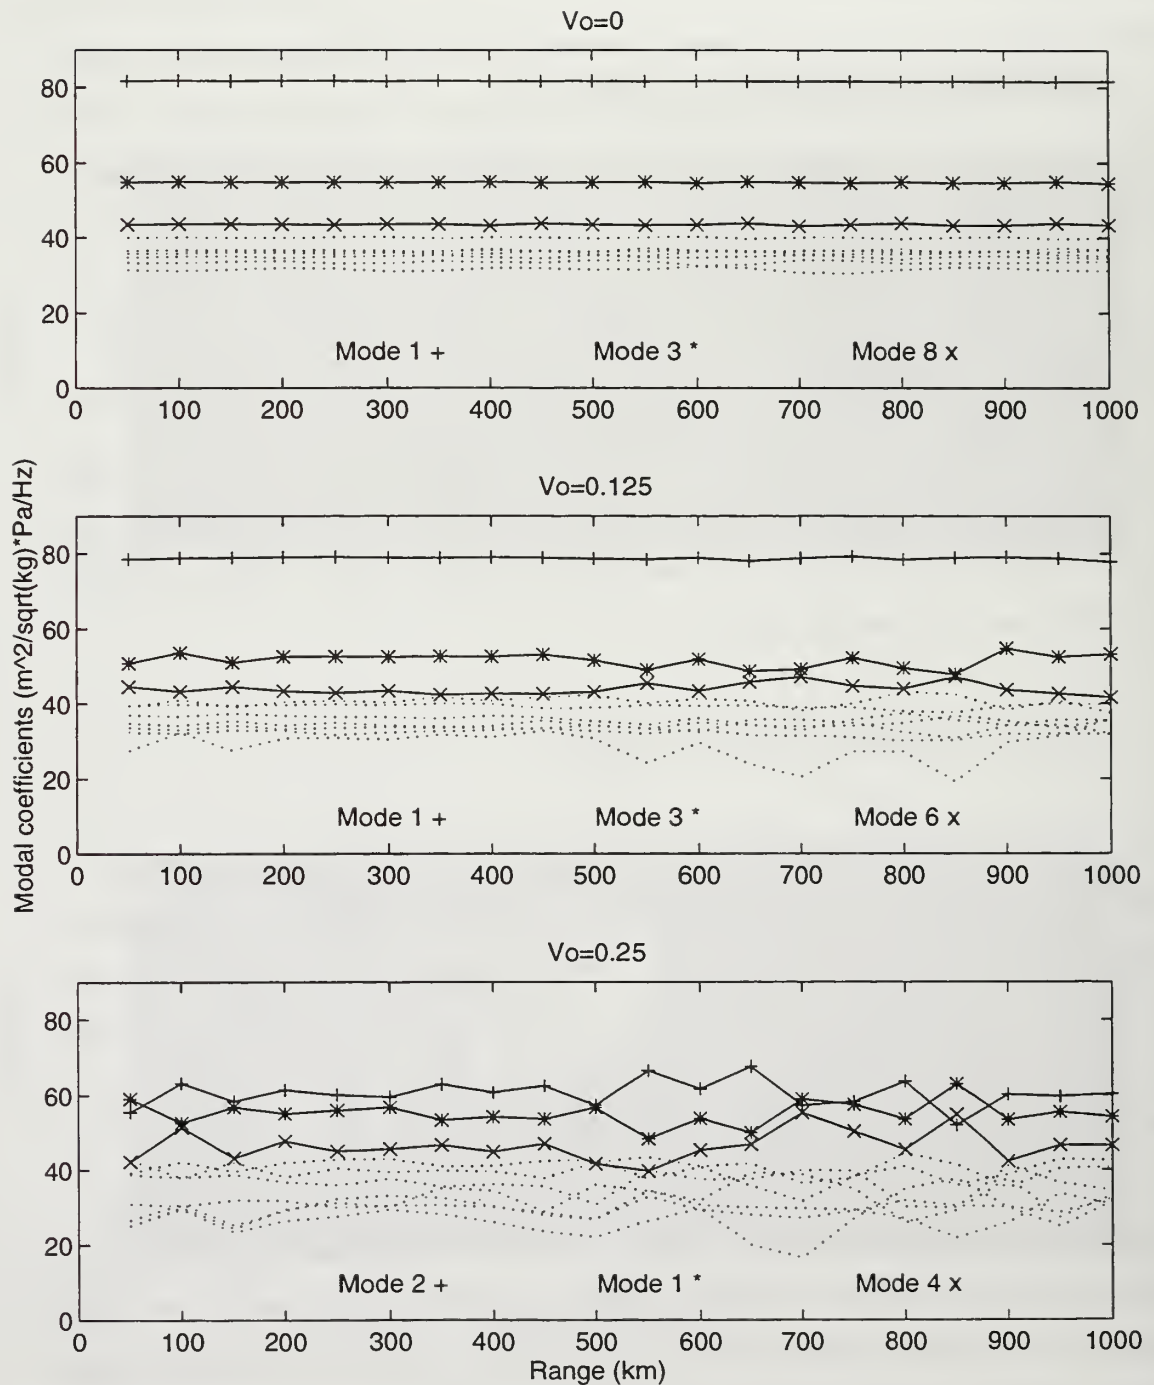 Vo=0
80
60
40
20
0
0 100 200 300 400 500 600 700 800 900 1000
Mode 1 + Mode 3 * Mode 8 x
Modal coefficients (m^2/sqrt(kg)*Pa/Hz)
Vo=0.125
80
60
40
20
0
0 100 200 300 400 500 600 700 800 900 1000
Mode 1 + Mode 3 * Mode 6 x
Vo=0.25
80
60
40
20
0
0 100 200 300 400 500 600 700 800 900 1000
Mode 2 + Mode 1 * Mode 4 x
Range (km)